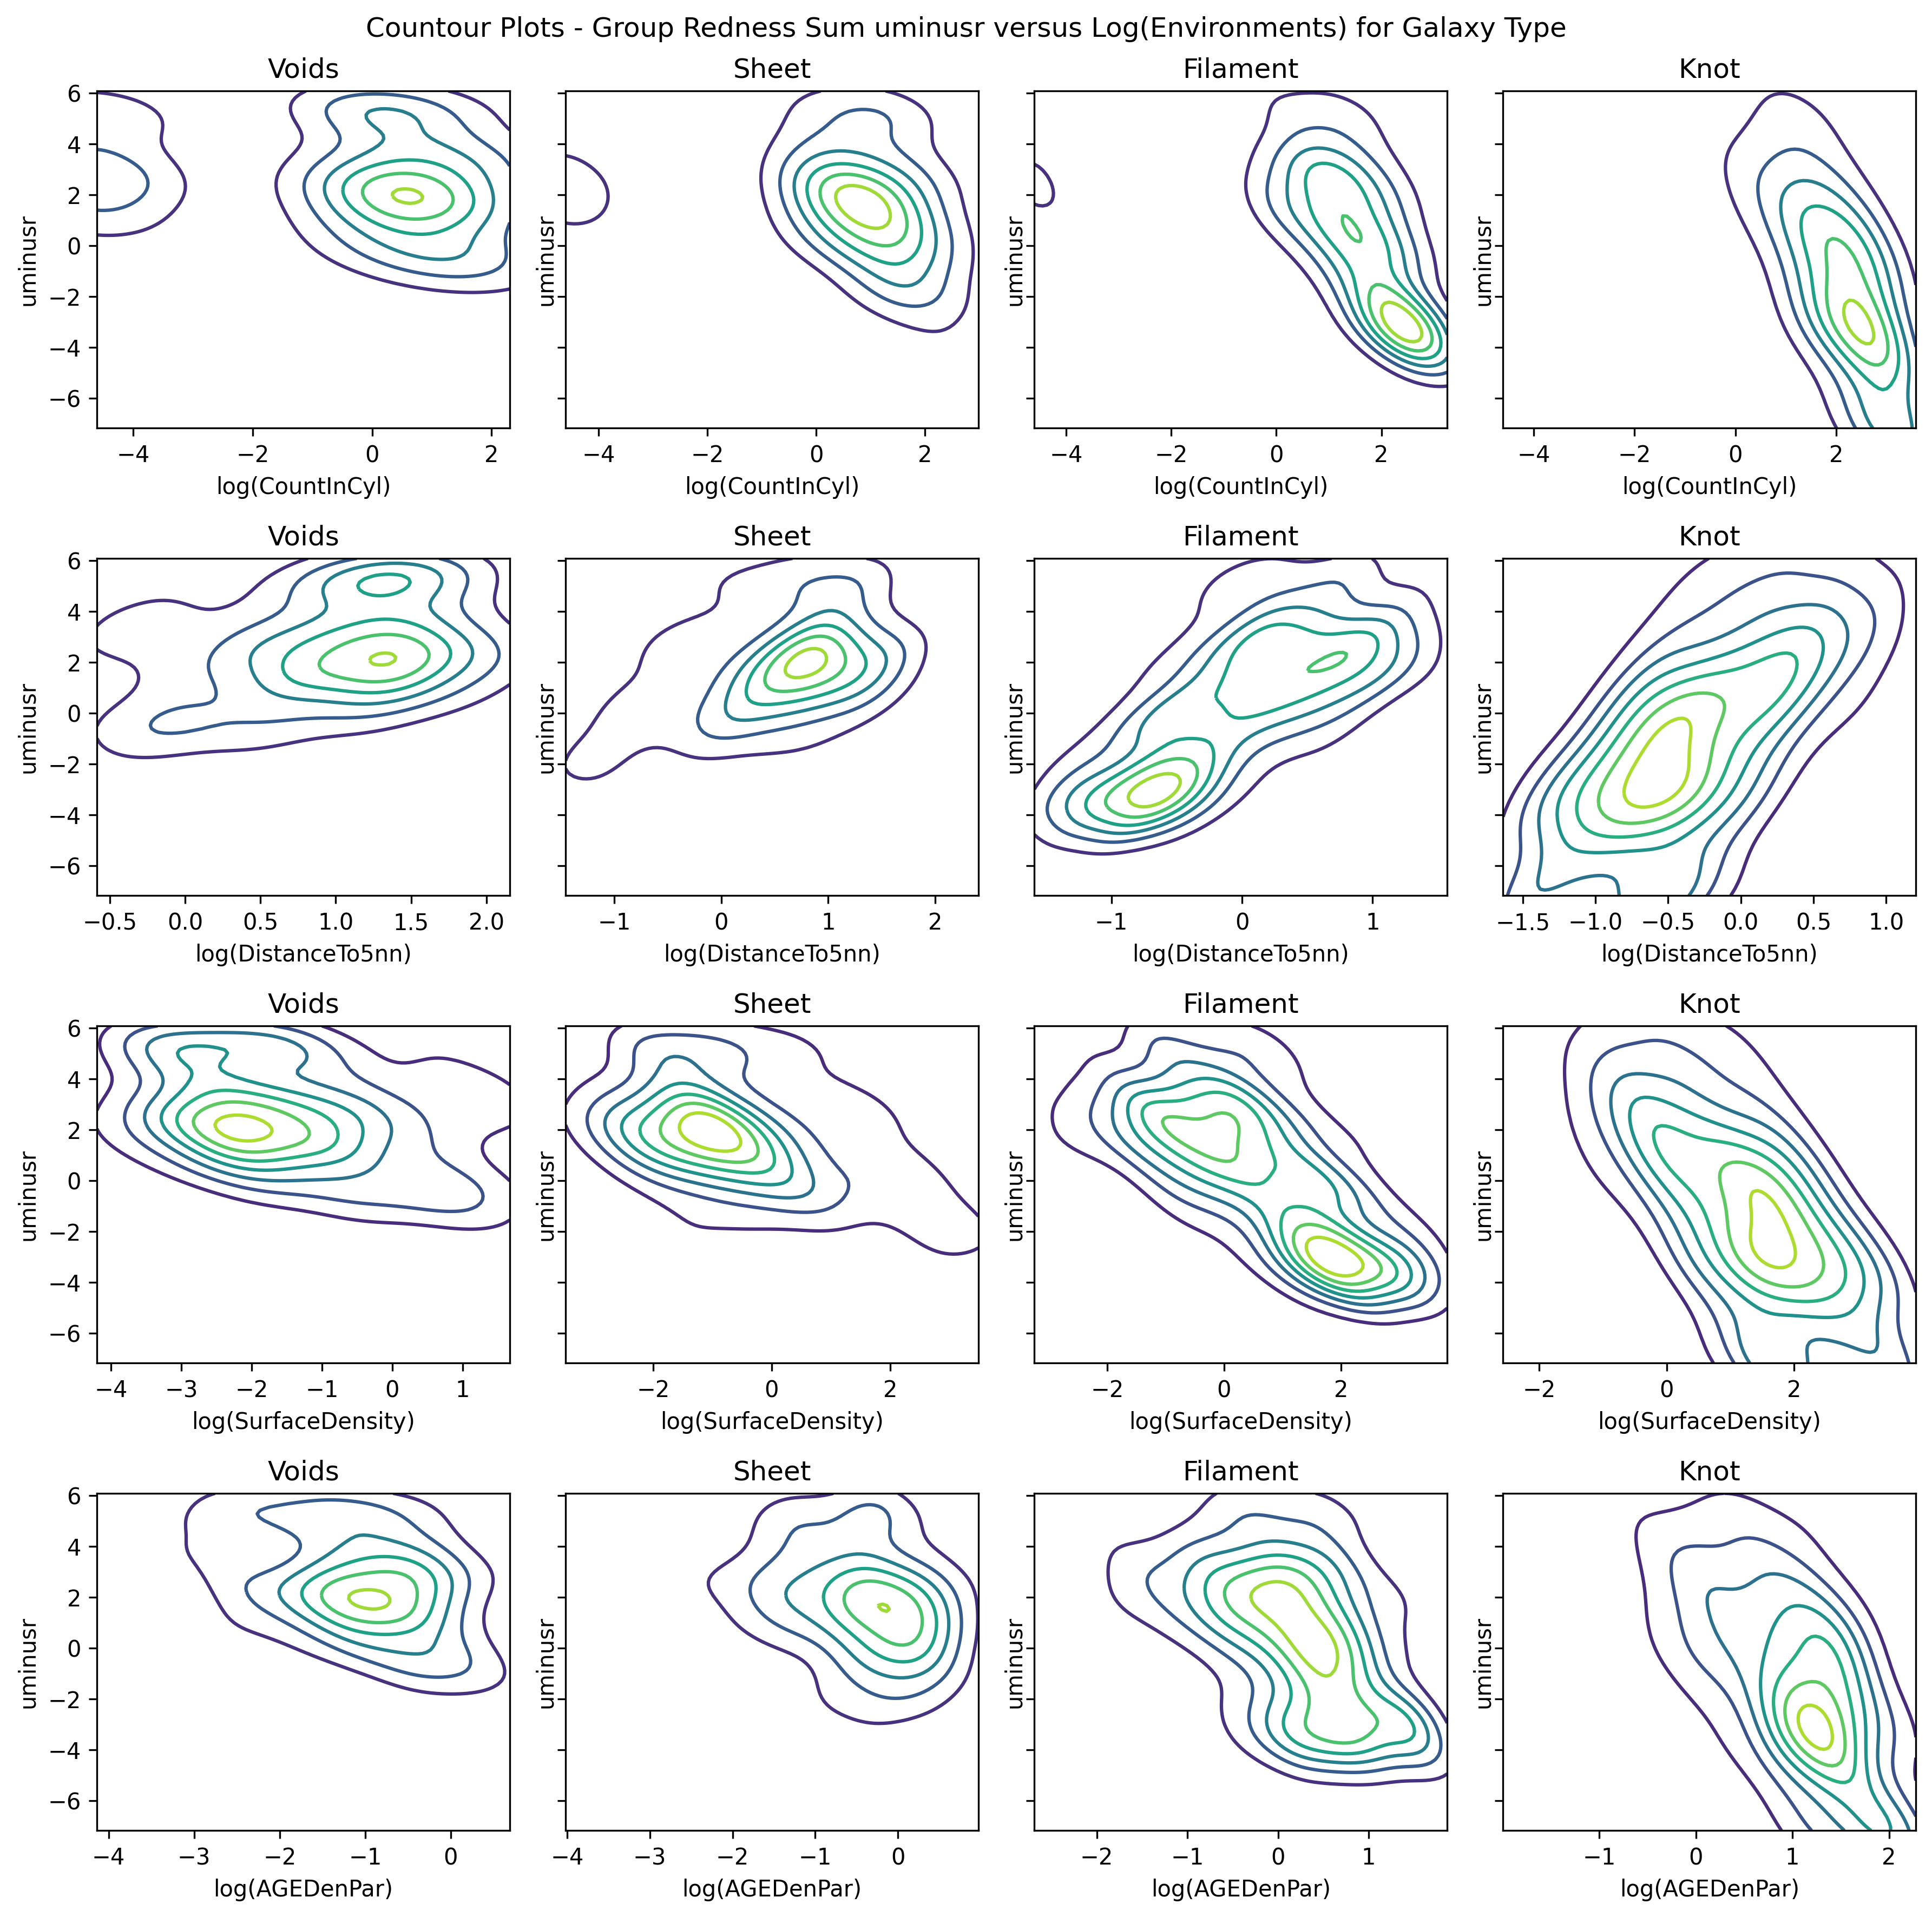 Countour Plots - Group Redness Sum uminusr versus Log(Environments) for Galaxy Type
Voids Sheet Filament Knot
6
4
2
0
−2
−4
−6
uminusr uminusr uminusr uminusr
−4 −2 0 2 −4 −2 0 2 −4 −2 0 2 −4 −2 0 2
log(CountInCyl) log(CountInCyl) log(CountInCyl) log(CountInCyl)
Voids Sheet Filament Knot
6
4
2
0
−2
−4
−6
uminusr uminusr uminusr uminusr
−0.5 0.0 0.5 1.0 1.5 2.0 −1 0 1 2 −1 0 1 −1.5 −1.0 −0.5 0.0 0.5 1.0
log(DistanceTo5nn) log(DistanceTo5nn) log(DistanceTo5nn) log(DistanceTo5nn)
Voids Sheet Filament Knot
6
4
2
0
−2
−4
−6
uminusr uminusr uminusr uminusr
−4 −3 −2 −1 0 1 −2 0 2 −2 0 2 −2 0 2
log(SurfaceDensity) log(SurfaceDensity) log(SurfaceDensity) log(SurfaceDensity)
Voids Sheet Filament Knot
6
4
2
0
−2
−4
−6
uminusr uminusr uminusr uminusr
−4 −3 −2 −1 0 −4 −3 −2 −1 0 −2 −1 0 1 −1 0 1 2
log(AGEDenPar) log(AGEDenPar) log(AGEDenPar) log(AGEDenPar)